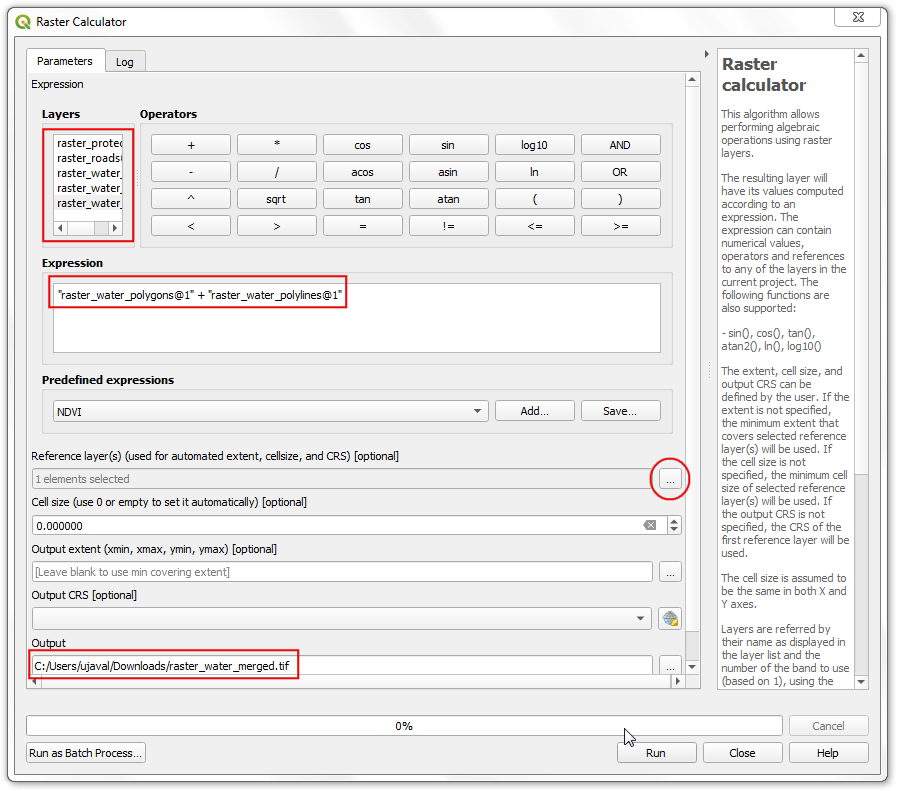 Raster Calculator
Parameters
Log
Expression
Layers
raster_protec
raster_roads
raster_water_
raster_water_
raster_water_
Operators
+ * cos sin log10 AND
- / acos asin ln OR
^ sqrt tan atan ( )
< > = != <= >=
Expression
"raster_water_polygons@1" + "raster_water_polylines@1"
Predefined expressions
NDVI
Add...
Save...
Reference layer(s) (used for automated extent, cellsize, and CRS) [optional]
1 elements selected
...
Cell size (use 0 or empty to set it automatically) [optional]
0.000000
Output extent (xmin, xmax, ymin, ymax) [optional]
[Leave blank to use min covering extent]
...
Output CRS [optional]
Output
C:/Users/ujaval/Downloads/raster_water_merged.tif
...
Raster
calculator
This algorithm allows
performing algebraic
operations using raster
layers.
The resulting layer will
have its values computed
according to an
expression. The
expression can contain
numerical values,
operators and references
to any of the layers in the
current project. The
following functions are
also supported:
- sin(), cos(), tan(),
atan2(), ln(), log10()
The extent, cell size, and
output CRS can be
defined by the user. If the
extent is not specified,
the minimum extent that
covers selected reference
layer(s) will be used. If
the cell size is not
specified, the minimum cell
size of selected reference
layer(s) will be used. If
the output CRS is not
specified, the CRS of the
first reference layer will be
used.
The cell size is assumed to
be the same in both X and
Y axes.
Layers are referred by
their name as displayed in
the layer list and the
number of the band to use
(based on 1), using the
0%
Cancel
Run as Batch Process...
Run
Close
Help